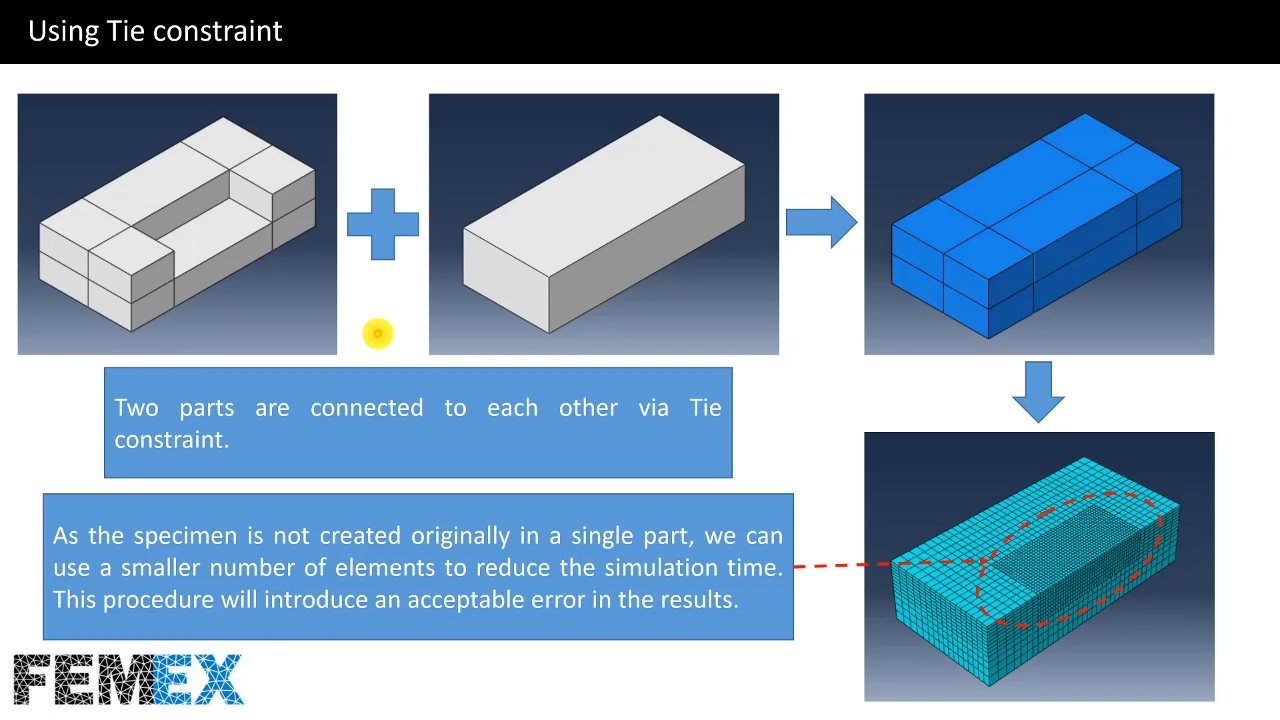 Using Tie constraint
Two parts are connected to each other via Tie
constraint.
As the specimen is not created originally in a single part, we can
use a smaller number of elements to reduce the simulation time.
This procedure will introduce an acceptable error in the results.
FEMEX